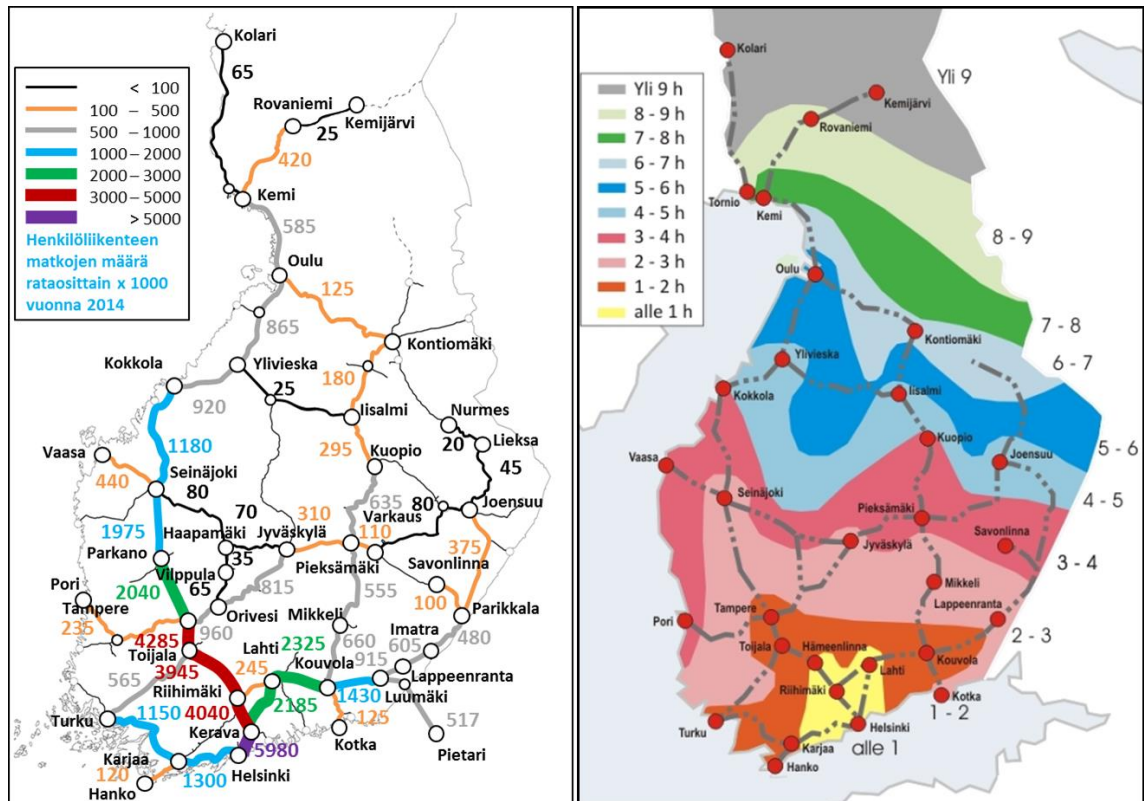 Kolari
65
Rovaniemi
Kemijärvi
25
420
Kemi
< 100
100 – 500
500 – 1000
1000 – 2000
2000 – 3000
3000 – 5000
> 5000
Henkilöliikenteen
matkojen määrä
rataosittain x 1000
vuonna 2014
585
Oulu
125
865
Kontiomäki
Kokkola
Ylivieska
180
25
920
Iisalmi
Nurmes
20
Lieksa
1180
295
Kuopio
45
Vaasa
Seinäjoki
440
80
635
80
Joensuu
70
310
Varkaus
1975
Haapamäki
Jyväskylä
110
Parkano
35
375
Vilppula
815
Pieksämäki
Savonlinna
Pori
2040
65
555
100
Tampere
Orivesi
Parikkala
235
960
Mikkeli
Imatra
480
4285
Lahti
2325
660
605
Toijala
Kouvola
915
3945
245
Lappeenranta
565
Riihimäki
1430
Luumäki
Turku
1150
4040
2185
125
517
Kerava
Kotka
Pietari
Karjaa
5980
120
1300
Helsinki
Hanko
Kolari
Yli 9
Kemijärvi
Rovaniemi
Yli 9 h
8 - 9 h
7 - 8 h
6 - 7 h
5 - 6 h
4 - 5 h
3 - 4 h
2 - 3 h
1 - 2 h
alle 1 h
Tornio
Kemi
8 - 9
Oulu
7 - 8
Kontiomäki
Ylivieska
6 - 7
Kokkola
Iisalmi
Kuopio
Vaasa
Joensuu
5 - 6
Seinäjoki
4 - 5
Pieksämäki
Savonlinna
Jyväskylä
3 - 4
Mikkeli
Tampere
Lappeenranta
Pori
2 - 3
Toijala
Hämeenlinna
Lahti
Kouvola
Riihimäki
Kotka
1 - 2
Turku
Helsinki
Karjaa
alle 1
Hanko